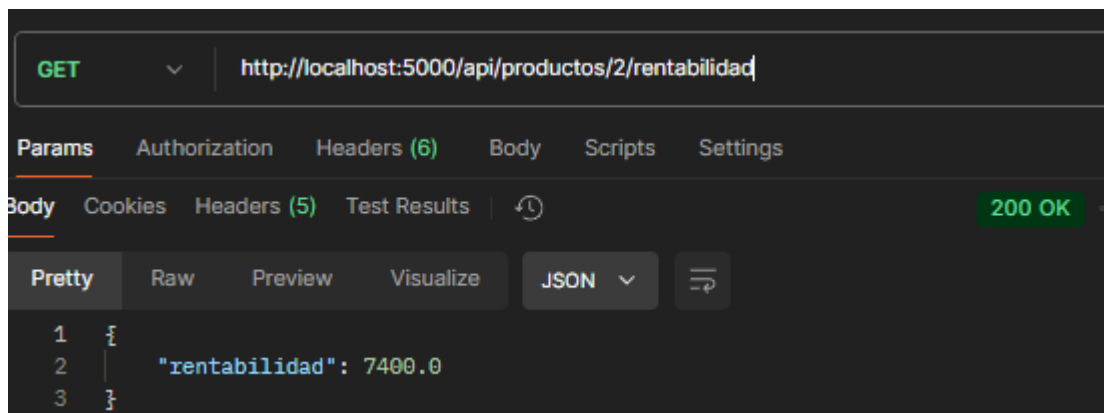 GET http://localhost:5000/api/productos/2/rentabilidad
Params Authorization Headers (6) Body Scripts Settings
Body Cookies Headers (5) Test Results 200 OK
Pretty Raw Preview Visualize JSON
1 {
2 "rentabilidad": 7400.0
3 }